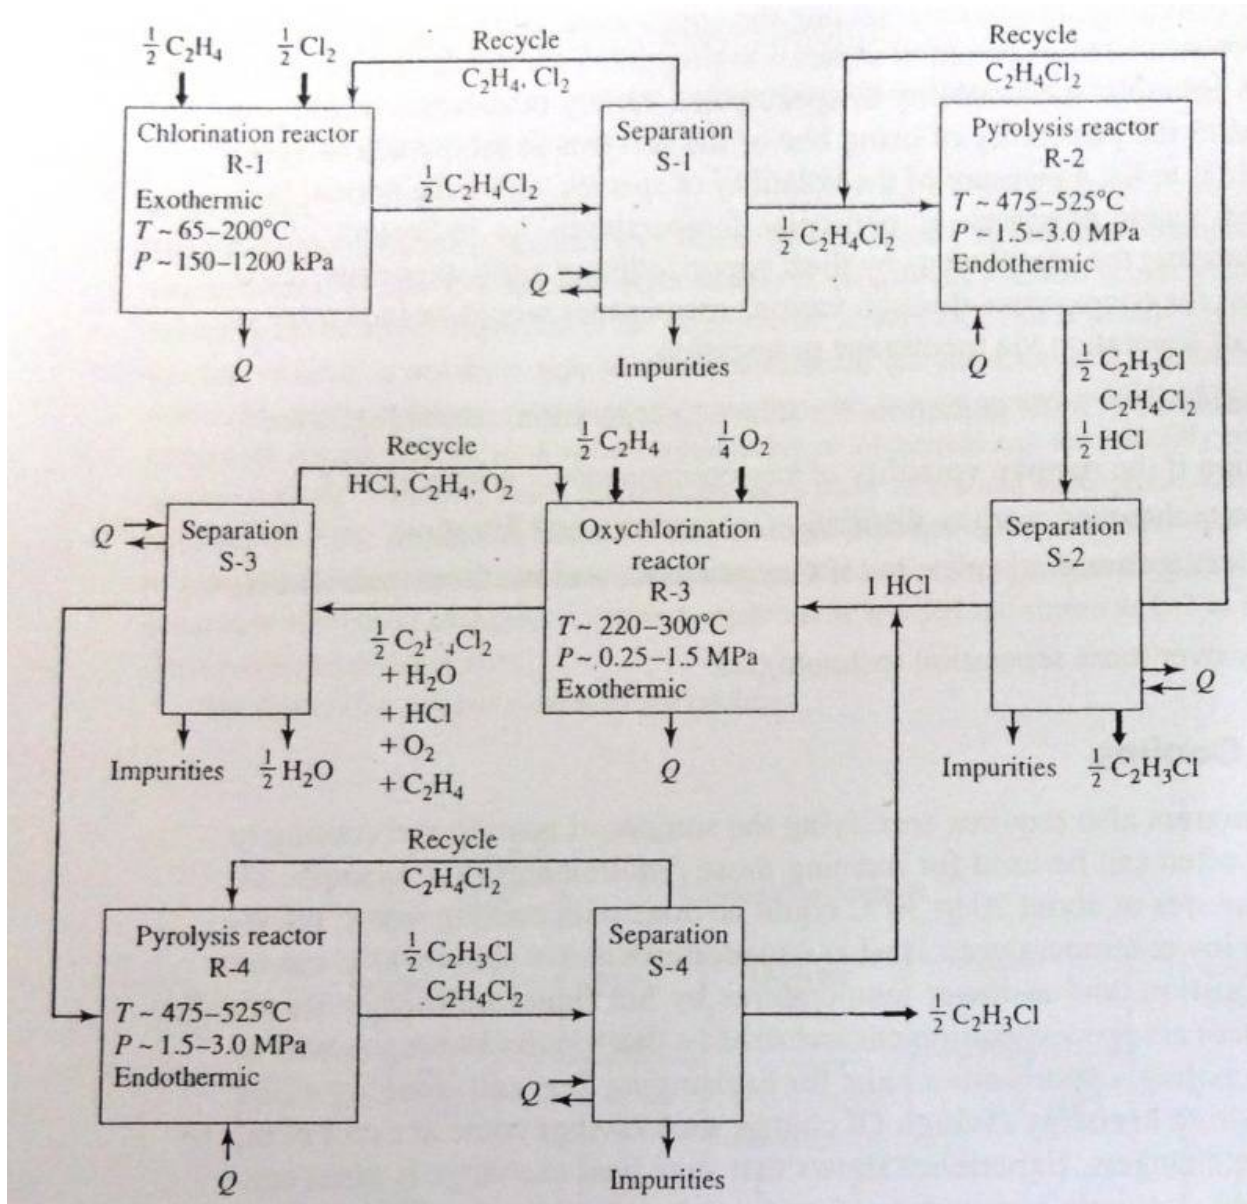 ½ C₂H₄
½ Cl₂
Recycle
C₂H₄, Cl₂
Recycle
C₂H₄Cl₂
Chlorination reactor
R-1
Exothermic
T ~ 65–200°C
P ~ 150–1200 kPa
Q
½ C₂H₄Cl₂
Separation
S-1
Q
Impurities
½ C₂H₄Cl₂
Pyrolysis reactor
R-2
T ~ 475–525°C
P ~ 1.5–3.0 MPa
Endothermic
Q
½ C₂H₃Cl
C₂H₄Cl₂
½ HCl
Recycle
HCl, C₂H₄, O₂
½ C₂H₄
¼ O₂
Q
Separation
S-3
Oxychlorination
reactor
R-3
T ~ 220–300°C
P ~ 0.25–1.5 MPa
Exothermic
Q
1 HCl
Separation
S-2
Q
Impurities
½ C₂H₃Cl
½ C₂H₄Cl₂
+ H₂O
+ HCl
+ O₂
+ C₂H₄
Impurities
½ H₂O
Recycle
C₂H₄Cl₂
Pyrolysis reactor
R-4
T ~ 475–525°C
P ~ 1.5–3.0 MPa
Endothermic
Q
½ C₂H₃Cl
C₂H₄Cl₂
Separation
S-4
Q
Impurities
½ C₂H₃Cl